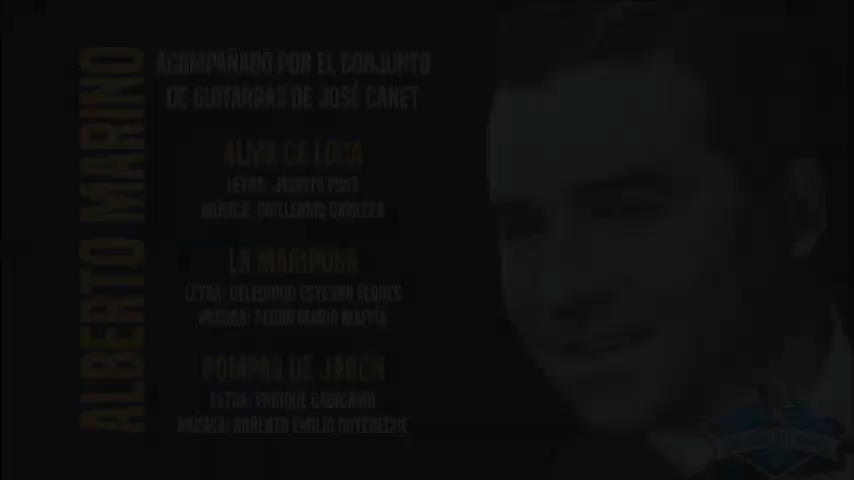 ALBERTO MARINO
ACOMPAÑADO POR EL CONJUNTO
DE GUITARRAS DE JOSÉ CANET
ALMA DE LOCA
LETRA: JACINTO FONT
MÚSICA: GUILLERMO CAVAZZA
LA MARIPOSA
LETRA: CELEDONIO ESTEBAN FLORES
MÚSICA: PEDRO MARIO MAFFIA
POMPAS DE JABÓN
LETRA: ENRIQUE CADÍCAMO
MÚSICA: ROBERTO EMILIO GOYENECHE